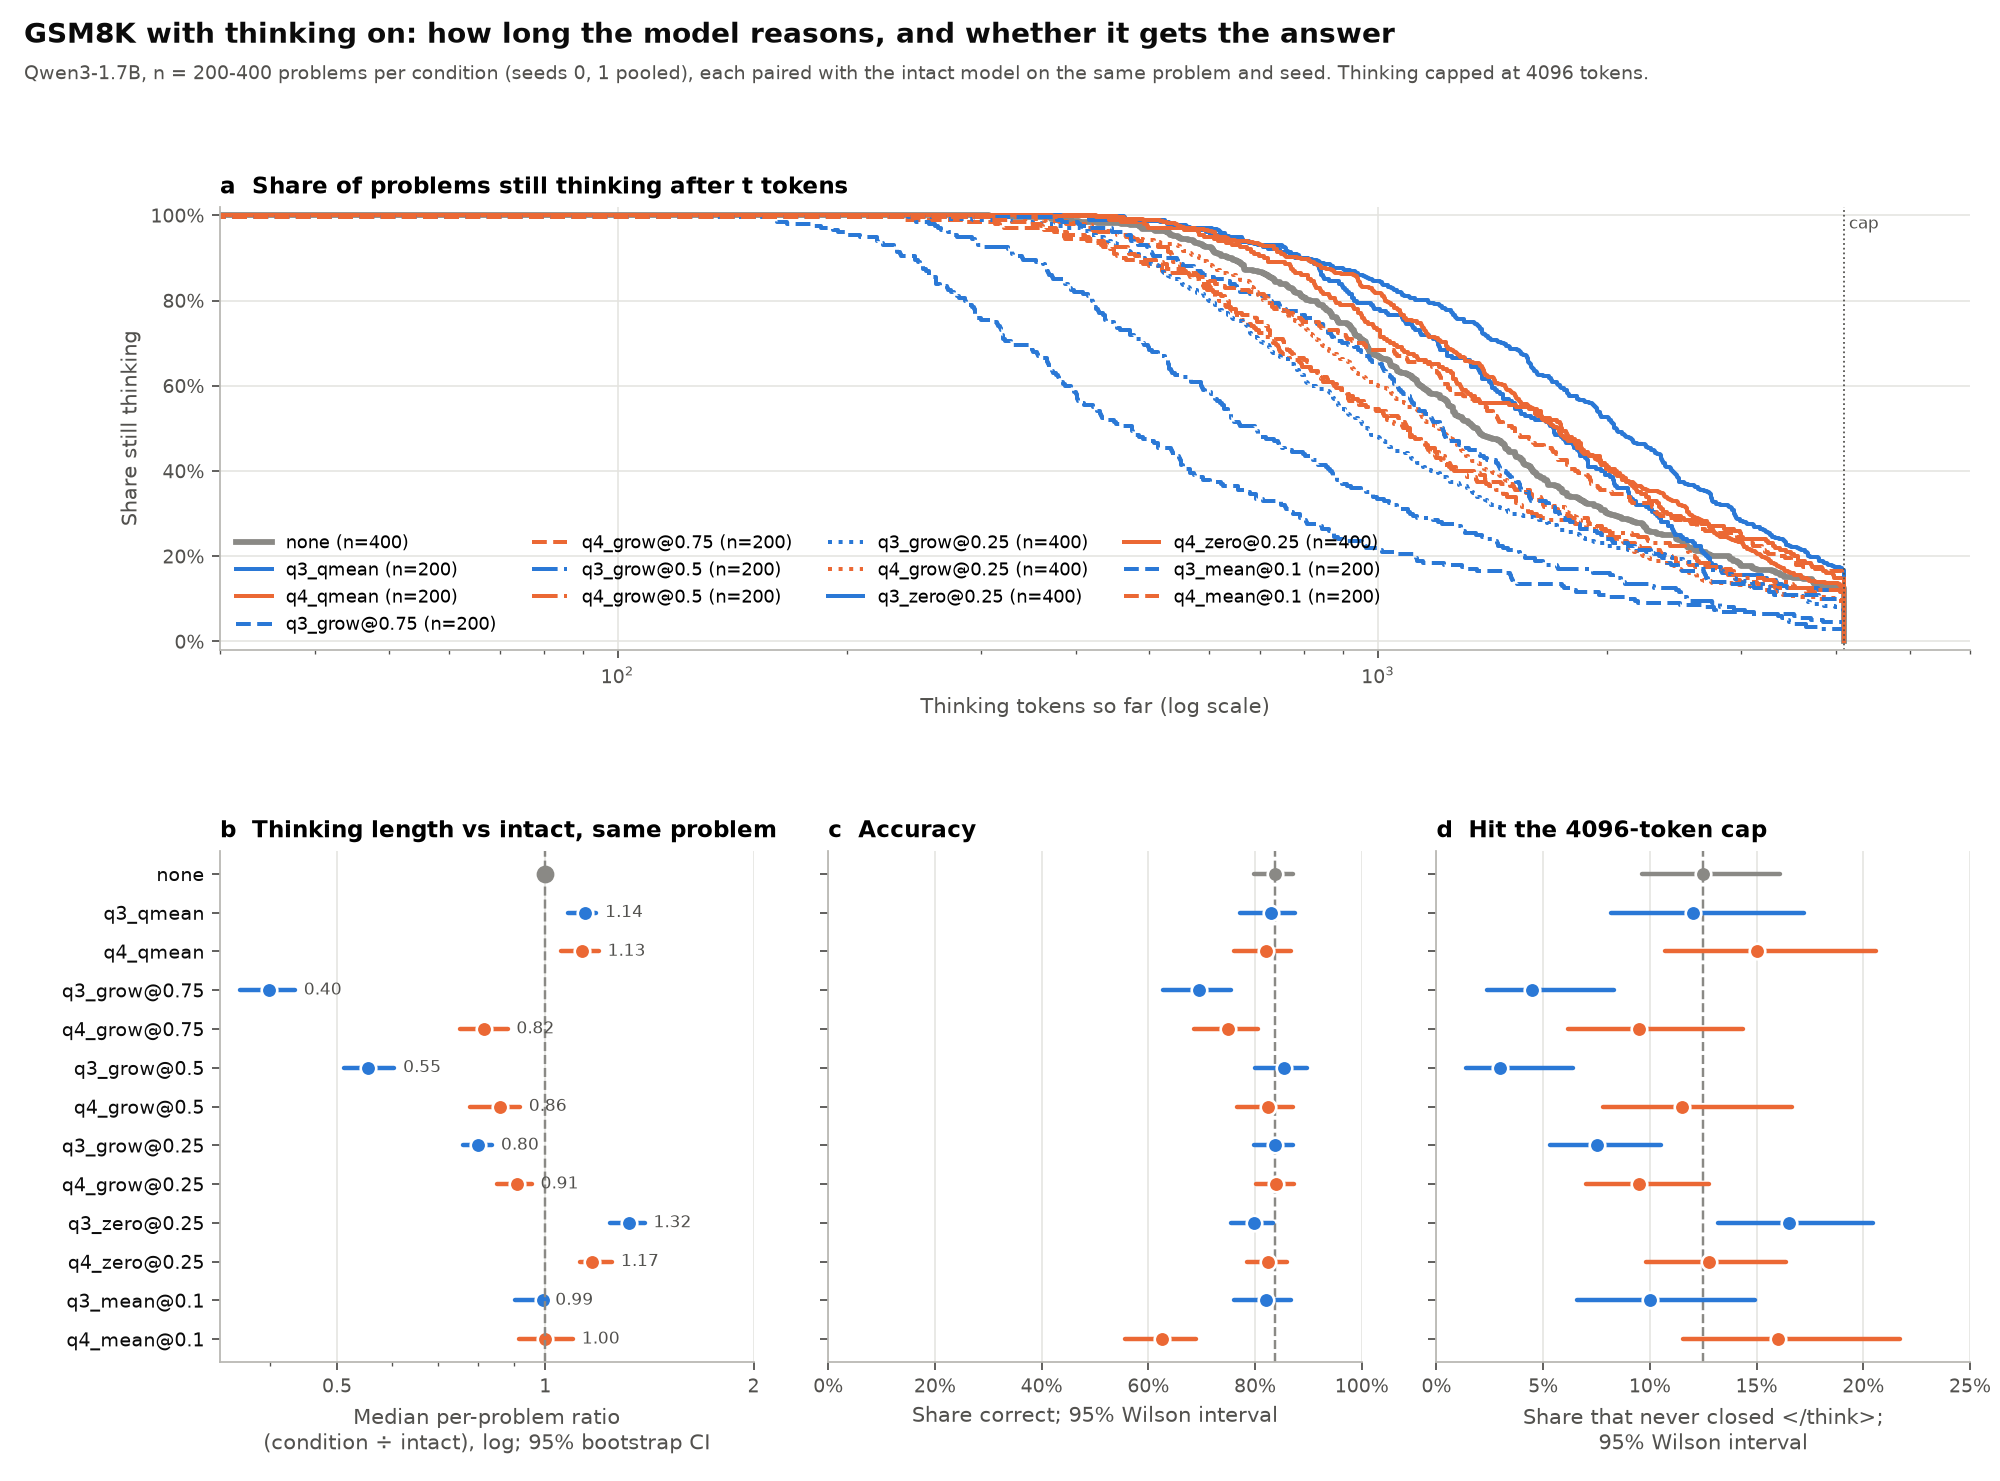 GSM8K with thinking on: how long the model reasons, and whether it gets the answer
Qwen3-1.7B, n = 200-400 problems per condition (seeds 0, 1 pooled), each paired with the intact model on the same problem and seed. Thinking capped at 4096 tokens.
a Share of problems still thinking after t tokens
cap
100%
80%
60%
40%
20%
0%
Share still thinking
none (n=400)
q3_qmean (n=200)
q4_qmean (n=200)
q3_grow@0.75 (n=200)
q4_grow@0.75 (n=200)
q3_grow@0.5 (n=200)
q4_grow@0.5 (n=200)
q3_grow@0.25 (n=400)
q4_grow@0.25 (n=400)
q3_zero@0.25 (n=400)
q4_zero@0.25 (n=400)
q3_mean@0.1 (n=200)
q4_mean@0.1 (n=200)
10² 10³
Thinking tokens so far (log scale)
b Thinking length vs intact, same problem
none
q3_qmean 1.14
q4_qmean 1.13
q3_grow@0.75 0.40
q4_grow@0.75 0.82
q3_grow@0.5 0.55
q4_grow@0.5 0.86
q3_grow@0.25 0.80
q4_grow@0.25 0.91
q3_zero@0.25 1.32
q4_zero@0.25 1.17
q3_mean@0.1 0.99
q4_mean@0.1 1.00
0.5 1 2
Median per-problem ratio
(condition ÷ intact), log; 95% bootstrap CI
c Accuracy
0% 20% 40% 60% 80% 100%
Share correct; 95% Wilson interval
d Hit the 4096-token cap
0% 5% 10% 15% 20% 25%
Share that never closed </think>;
95% Wilson interval